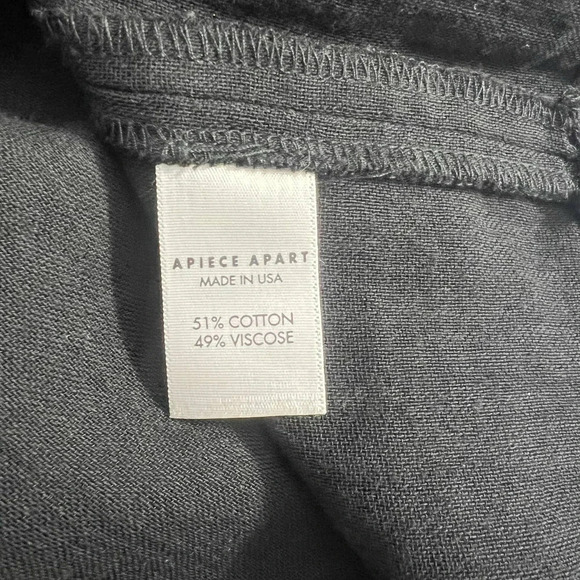 APIECE APART
MADE IN USA
51% COTTON
49% VISCOSE